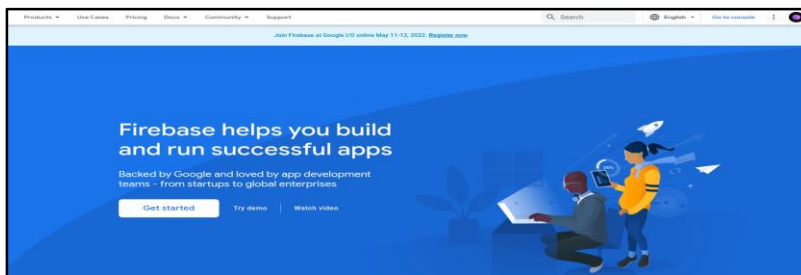 Products Use Cases Pricing Docs Community Support Search English Go to console
Join Firebase at Google I/O online May 11-12, 2022. Register now
Firebase helps you build
and run successful apps
Backed by Google and loved by app development
teams - from startups to global enterprises
Get started Try demo Watch video